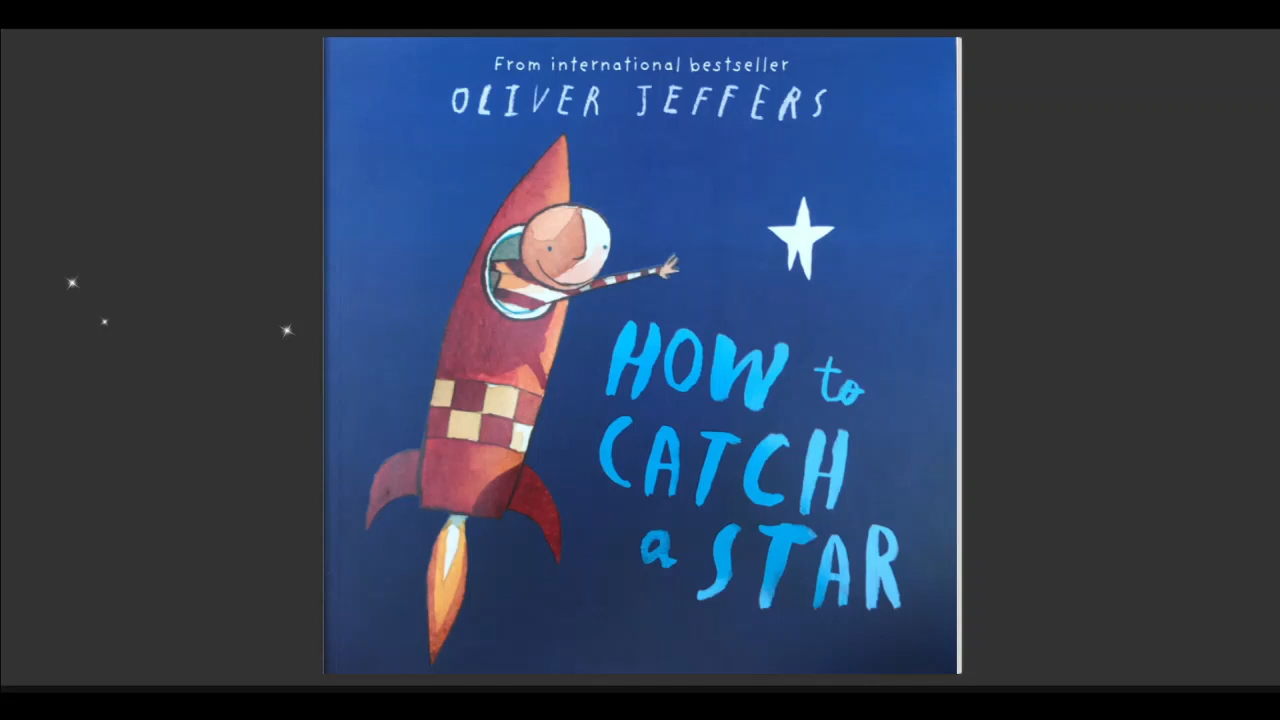 From international bestseller
OLIVER JEFFERS
HOW to
CATCH
a STAR